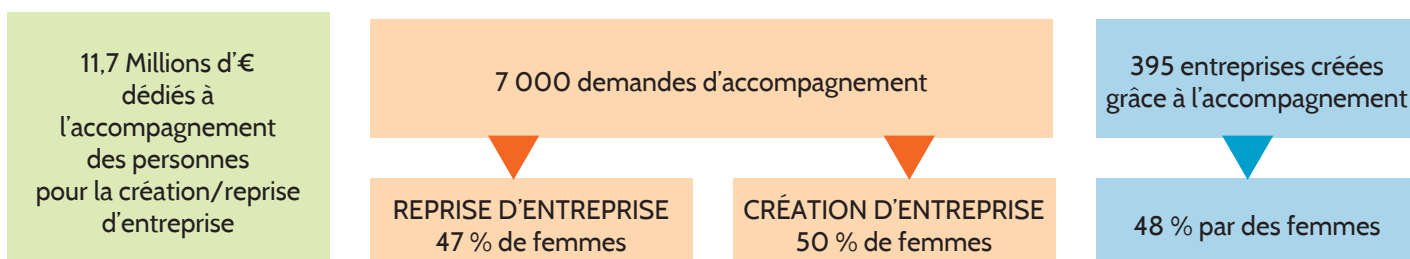 11,7 Millions d'€
dédiés à
l'accompagnement
des personnes
pour la création/reprise
d'entreprise
7 000 demandes d'accompagnement
REPRISE D'ENTREPRISE
47 % de femmes
CRÉATION D'ENTREPRISE
50 % de femmes
395 entreprises créées
grâce à l'accompagnement
48 % par des femmes